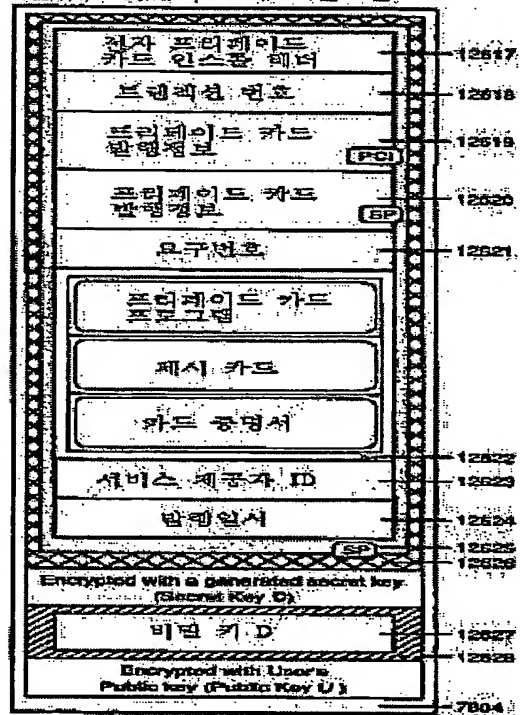 전자 프리페이드
카드 인스톨 헤더
12617
트랜잭션 번호
12618
프리페이드 카드
발행정보
12619
PCI
프리페이드 카드
발행정보
12620
SP
요구번호
12621
프리페이드 카드
프로그램
제시 카드
카드 증명서
12622
서비스 제공자 ID
12623
발행일시
12624
SP
12625
12626
Encrypted with a generated secret key
(Secret Key D)
비밀 키 D
12627
12628
Encrypted with User's
Public key (Public Key U)
7604